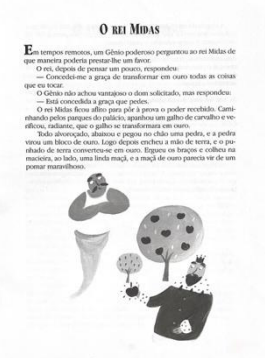 O REI MIDAS
Em tempos remotos, um Gênio poderoso perguntou ao rei Midas de
que maneira poderia prestar-lhe um favor.
O rei, depois de pensar um pouco, respondeu:
— Concedei-me a graça de transformar em ouro todas as coisas
que eu tocar.
O Gênio não achou vantajoso o dom solicitado, mas respondeu:
— Está concedida a graça que pedes.
O rei Midas ficou aflito para pôr à prova o poder recebido. Cami-
nhando pelos parques do palácio, apanhou um galho de carvalho e ve-
rificou, radiante, que o galho se transformara em ouro.
Todo alvoroçado, abaixou e pegou no chão uma pedra, e a pedra
virou um bloco de ouro. Logo depois encheu a mão de terra, e o pu-
nhado de terra converteu-se em ouro. Ergueu os braços e colheu na
macieira, ao lado, uma linda maçã, e a maçã de ouro parecia vir de um
pomar maravilhoso.